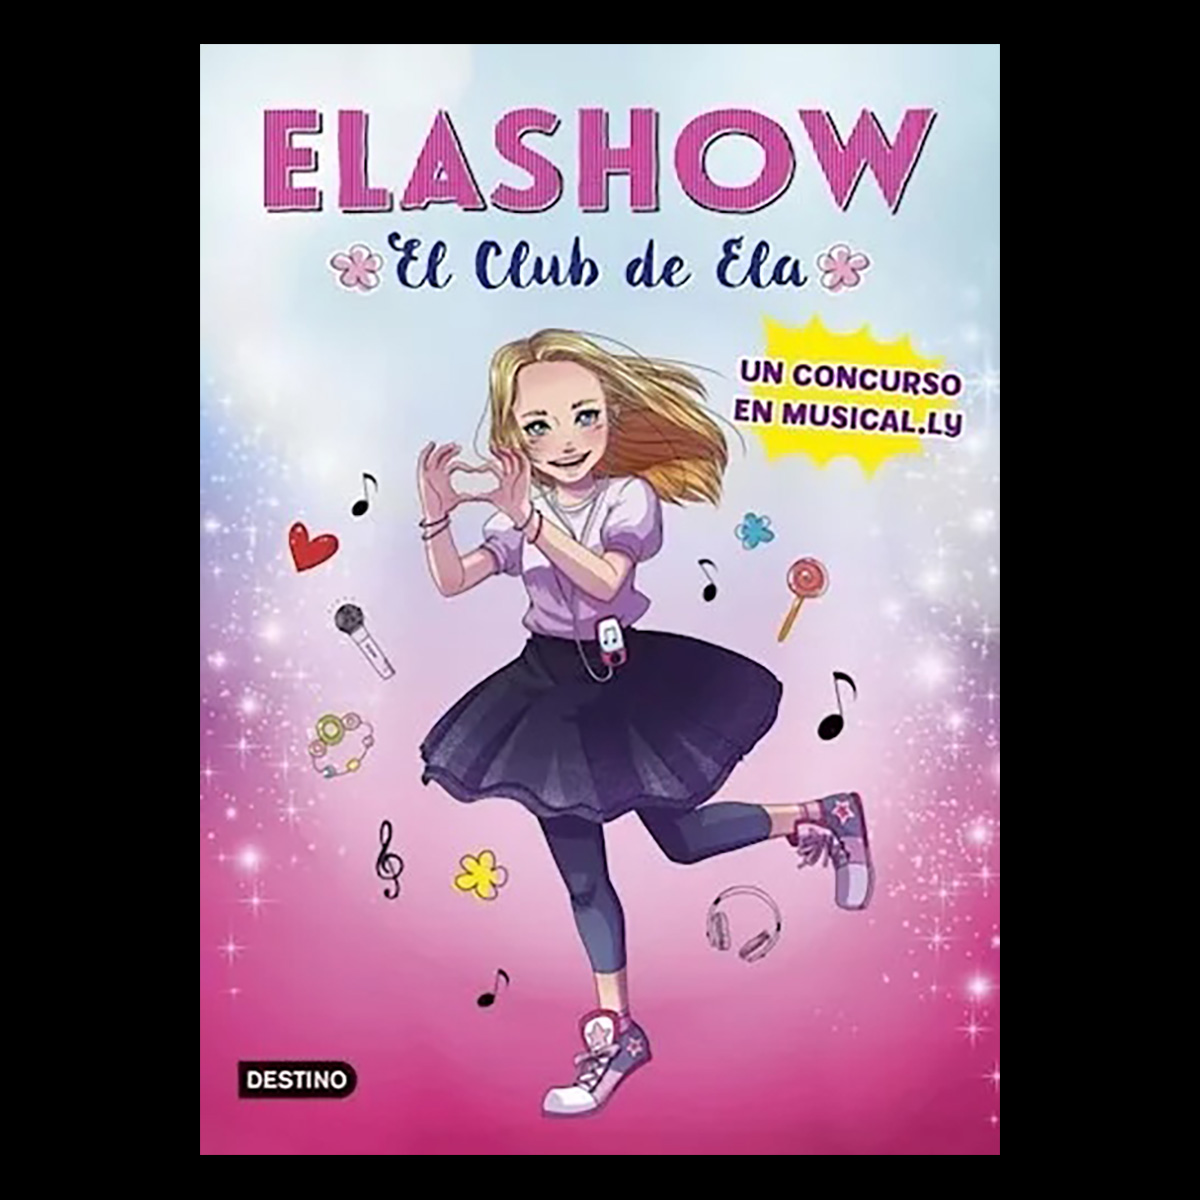 ELASHOW
El Club de Ela
UN CONCURSO
EN MUSICAL.LY
DESTINO